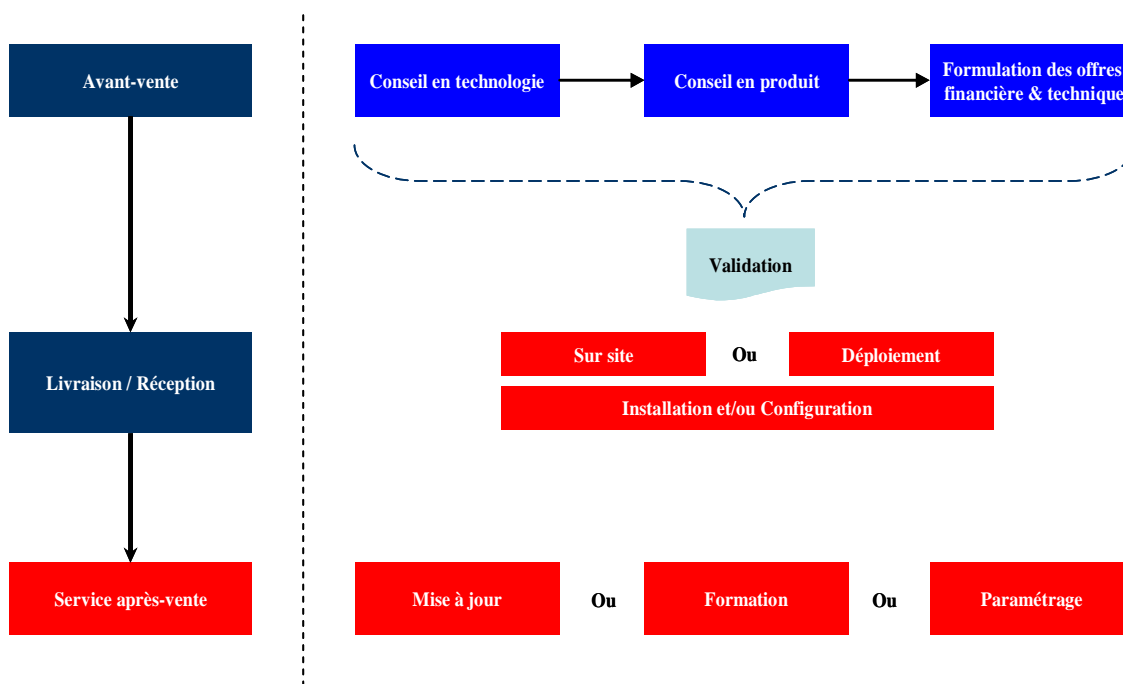 Avant-vente
Conseil en technologie
Conseil en produit
Formulation des offres
financière & technique
Validation
Livraison / Réception
Sur site
Ou
Déploiement
Installation et/ou Configuration
Service après-vente
Mise à jour
Ou
Formation
Ou
Paramétrage